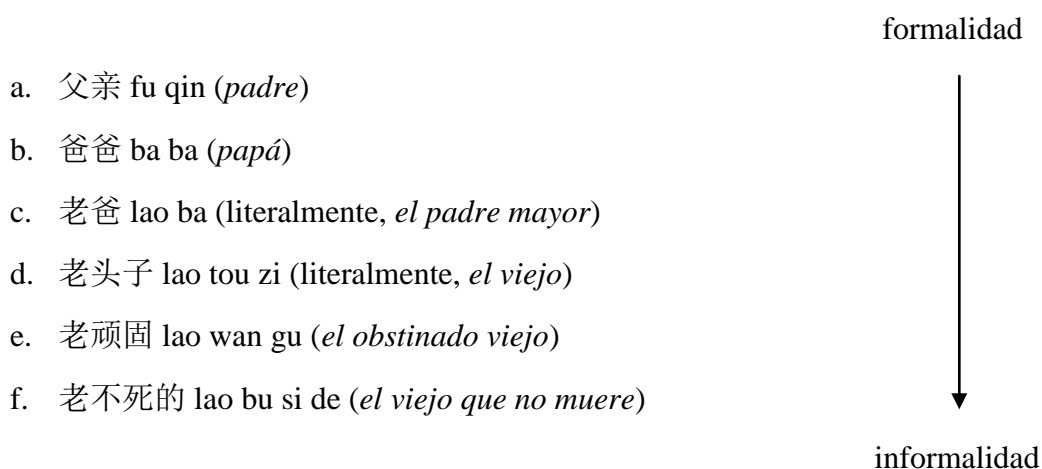 formalidad
a. 父亲 fu qin (padre)
b. 爸爸 ba ba (papá)
c. 老爸 lao ba (literalmente, el padre mayor)
d. 老头子 lao tou zi (literalmente, el viejo)
e. 老顽固 lao wan gu (el obstinado viejo)
f. 老不死的 lao bu si de (el viejo que no muere)
informalidad